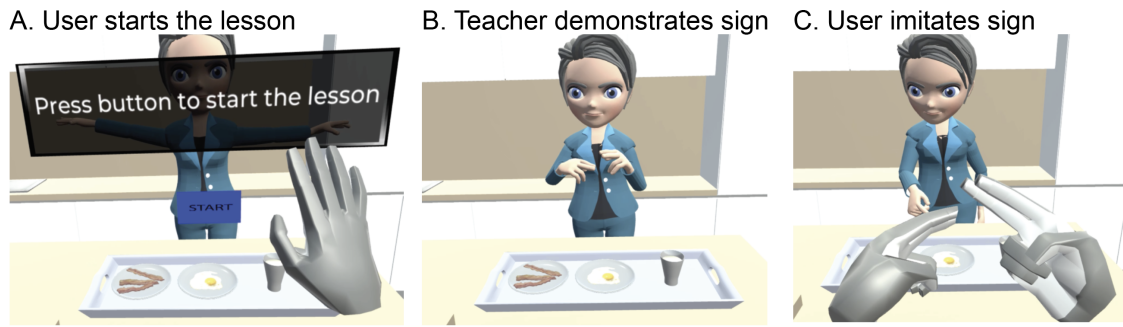 A. User starts the lesson
B. Teacher demonstrates sign
C. User imitates sign
Press button to start the lesson
START